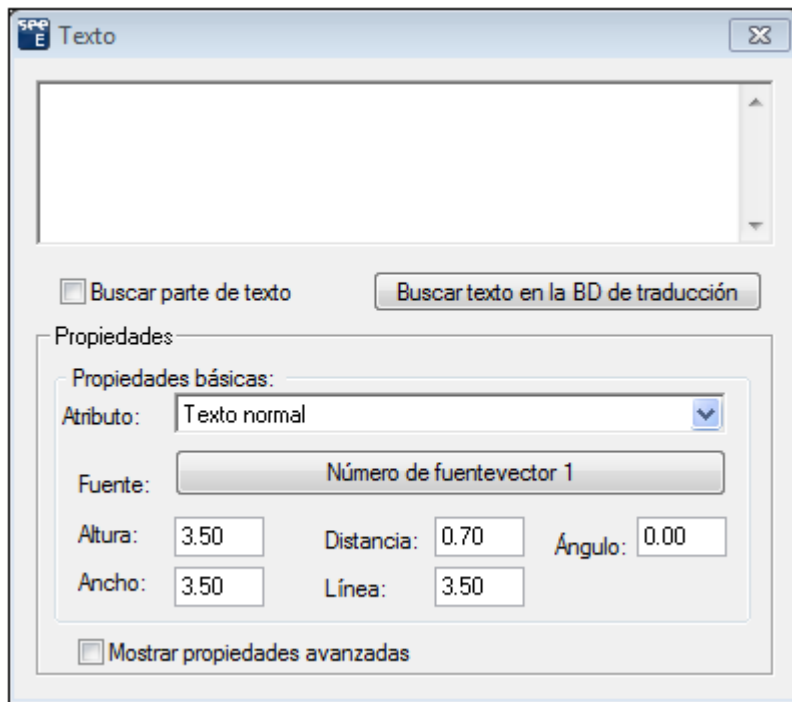 see
E
Texto
Buscar parte de texto Buscar texto en la BD de traducción
Propiedades
Propiedades básicas:
Atributo: Texto normal
Fuente: Número de fuentevector 1
Altura: 3.50 Distancia: 0.70 Ángulo: 0.00
Ancho: 3.50 Línea: 3.50
Mostrar propiedades avanzadas